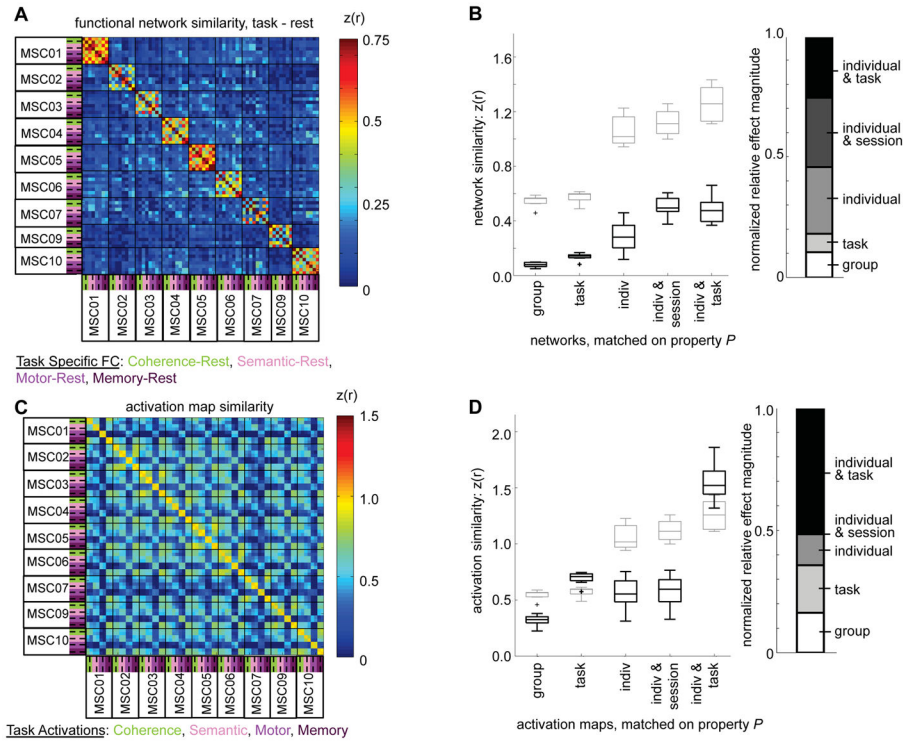 A
functional network similarity, task - rest
z(r)
MSC01
MSC02
MSC03
MSC04
MSC05
MSC06
MSC07
MSC09
MSC10
0.75
0.5
0.25
0
MSC01
MSC02
MSC03
MSC04
MSC05
MSC06
MSC07
MSC09
MSC10
Task Specific FC: Coherence-Rest, Semantic-Rest,
Motor-Rest, Memory-Rest
B
network similarity: z(r)
1.6
1.2
0.8
0.4
0.0
group
task
indiv
indiv &
session
indiv &
task
networks, matched on property P
normalized relative effect magnitude
1.0
0.5
0
individual
& task
individual
& session
individual
task
group
C
activation map similarity
z(r)
MSC01
MSC02
MSC03
MSC04
MSC05
MSC06
MSC07
MSC09
MSC10
1.5
1.0
0.5
0
MSC01
MSC02
MSC03
MSC04
MSC05
MSC06
MSC07
MSC09
MSC10
Task Activations: Coherence, Semantic, Motor, Memory
D
activation similarity: z(r)
2.0
1.5
1.0
0.5
0.0
group
task
indiv
indiv &
session
indiv &
task
activation maps, matched on property P
normalized relative effect magnitude
1.0
0.5
0
individual
& task
individual
& session
individual
task
group